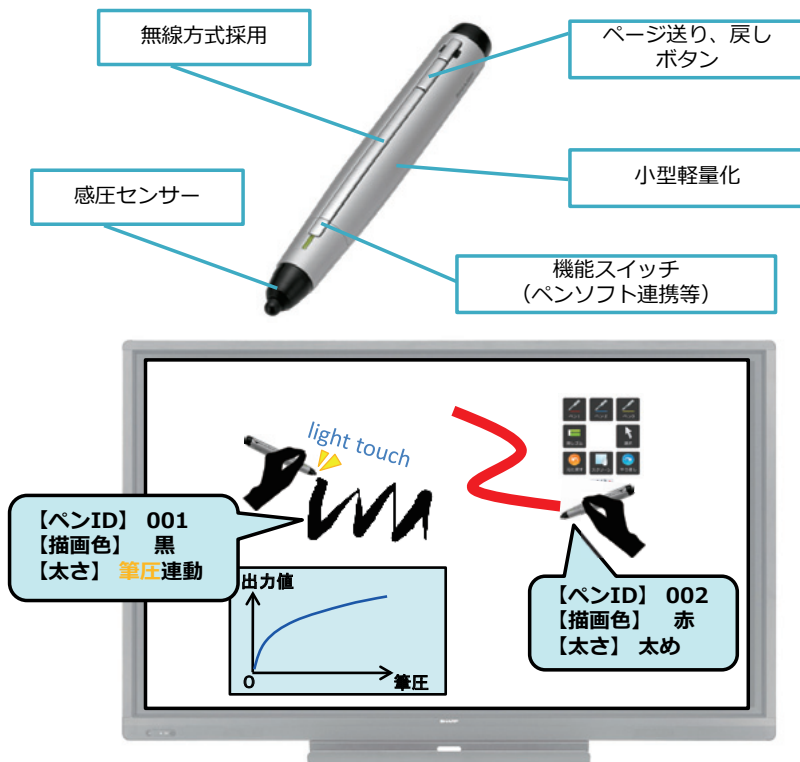 無線方式採用
ページ送り、戻し
ボタン
感圧センサー
小型軽量化
機能スイッチ
（ペンソフト連携等）
light touch
【ペンID】 001
【描画色】 黒
【太さ】 筆圧連動
出力値
0
筆圧
【ペンID】 002
【描画色】 赤
【太さ】 太め
SHARP